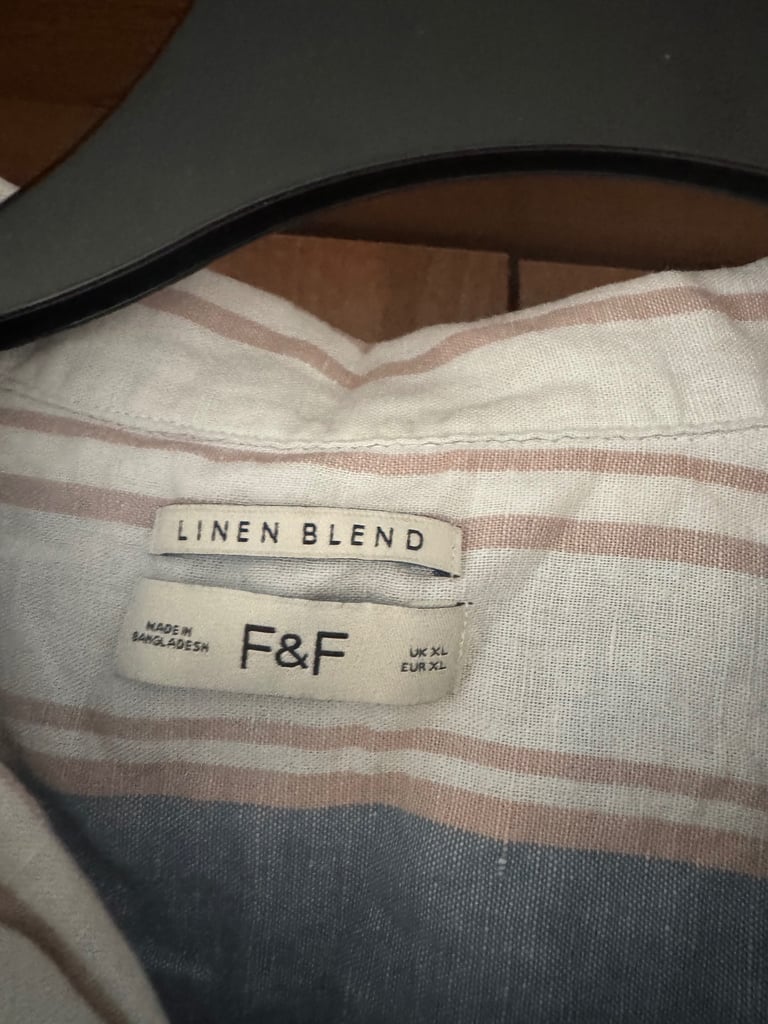 LINEN BLEND
MADE IN
BANGLADESH
F&F
UK XL
EUR XL